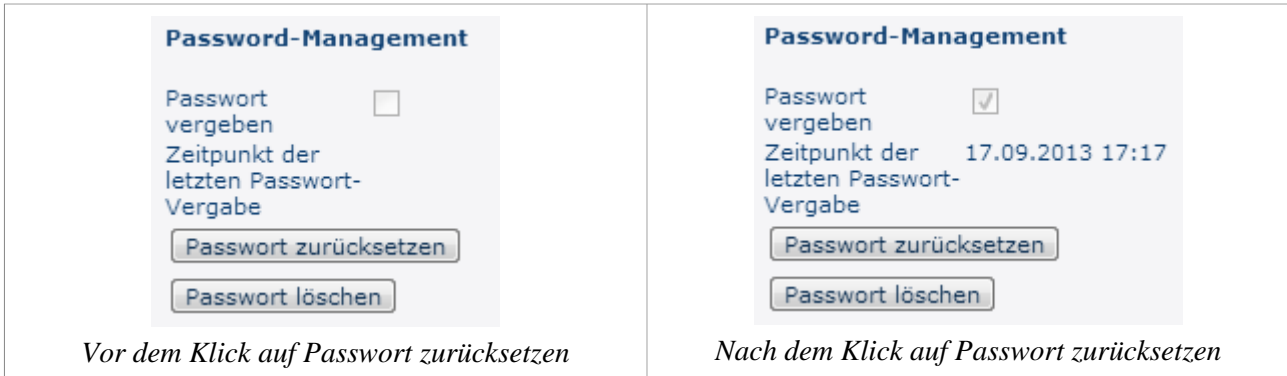 Password-Management
Passwort
vergeben
Zeitpunkt der
letzten Passwort-
Vergabe
Passwort zurücksetzen
Passwort löschen
Vor dem Klick auf Passwort zurücksetzen
Password-Management
Passwort
vergeben
Zeitpunkt der 17.09.2013 17:17
letzten Passwort-
Vergabe
Passwort zurücksetzen
Passwort löschen
Nach dem Klick auf Passwort zurücksetzen